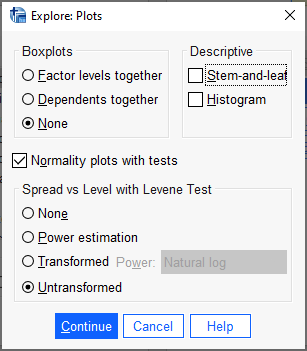 Explore: Plots
Boxplots
Factor levels together
Dependents together
None
Descriptive
Stem-and-leaf
Histogram
Normality plots with tests
Spread vs Level with Levene Test
None
Power estimation
Transformed Power: Natural log
Untransformed
Continue Cancel Help